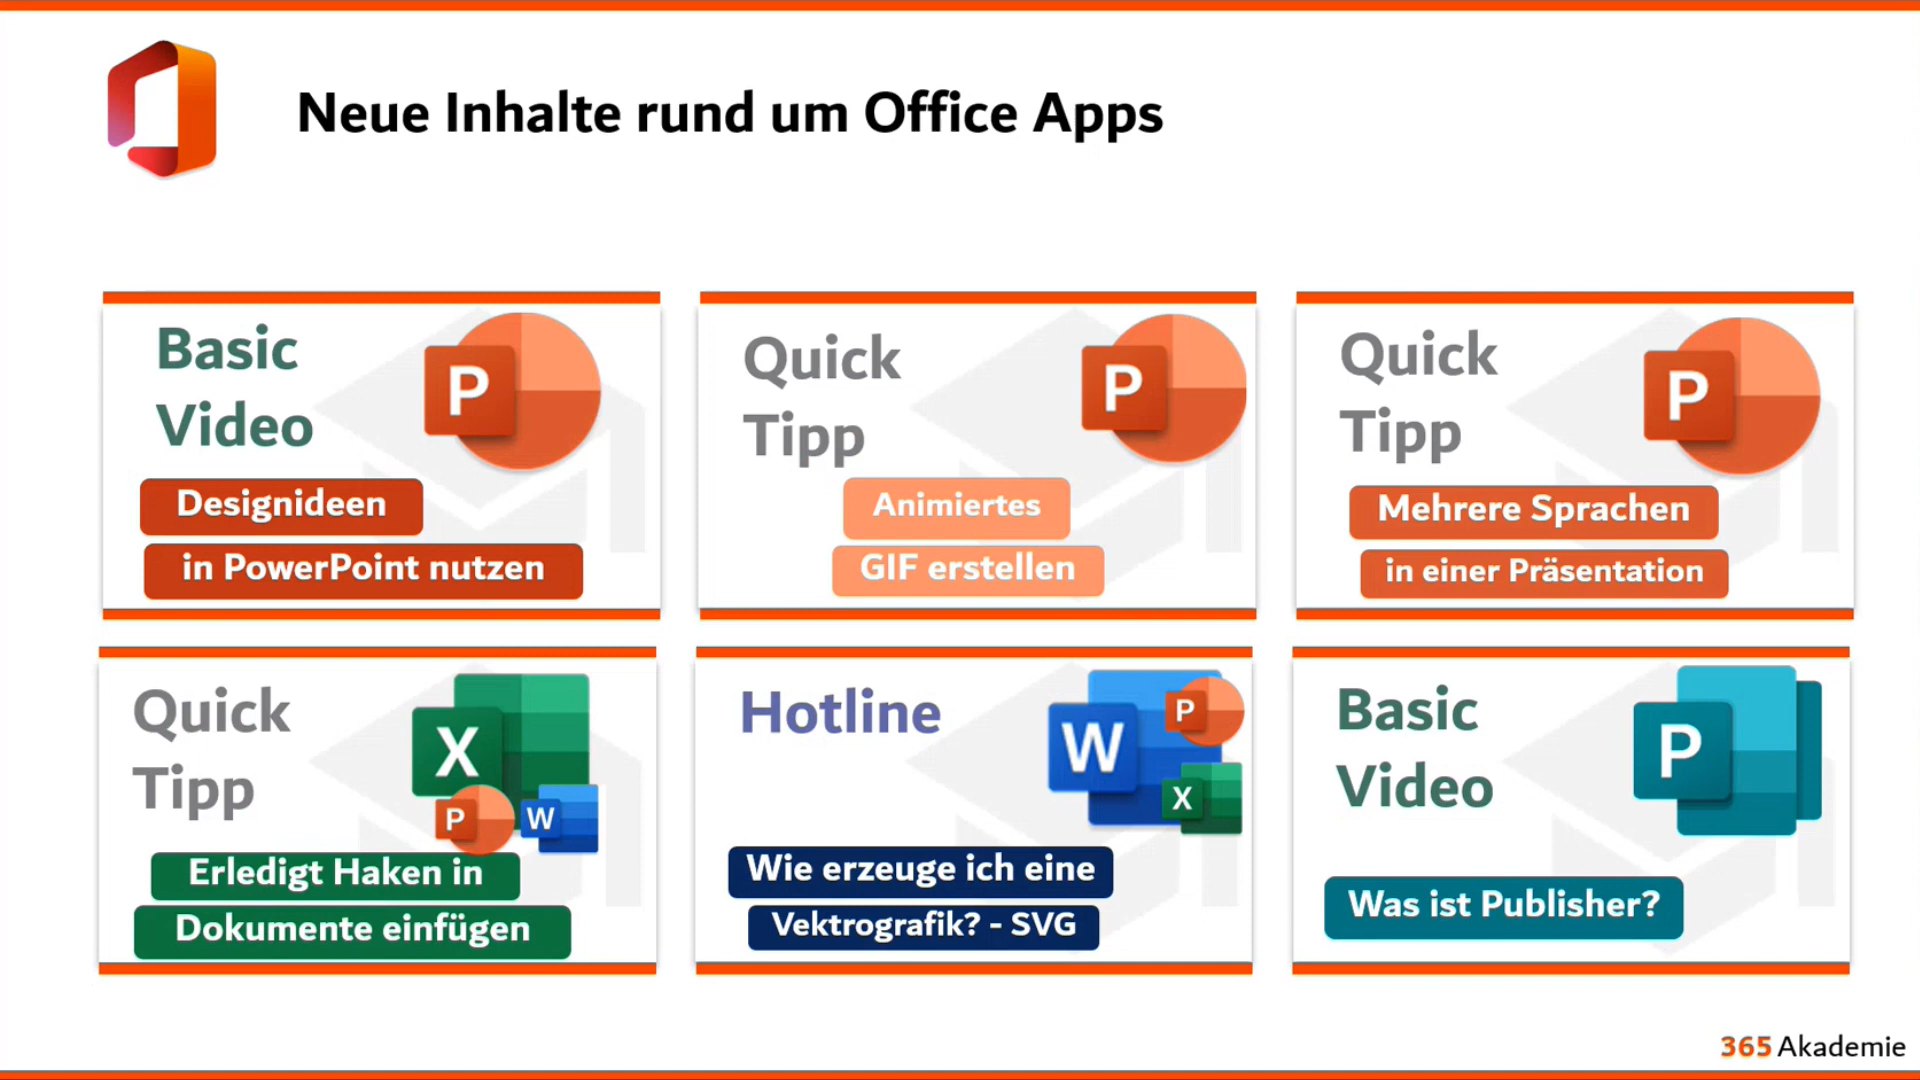 Neue Inhalte rund um Office Apps
Basic
Video
P
Designideen
in PowerPoint nutzen
Quick
Tipp
P
Animiertes
GIF erstellen
Quick
Tipp
P
Mehrere Sprachen
in einer Präsentation
Quick
Tipp
X
P
W
Erledigt Haken in
Dokumente einfügen
Hotline
W
P
X
Wie erzeuge ich eine
Vektrografik? - SVG
Basic
Video
P
Was ist Publisher?
365 Akademie